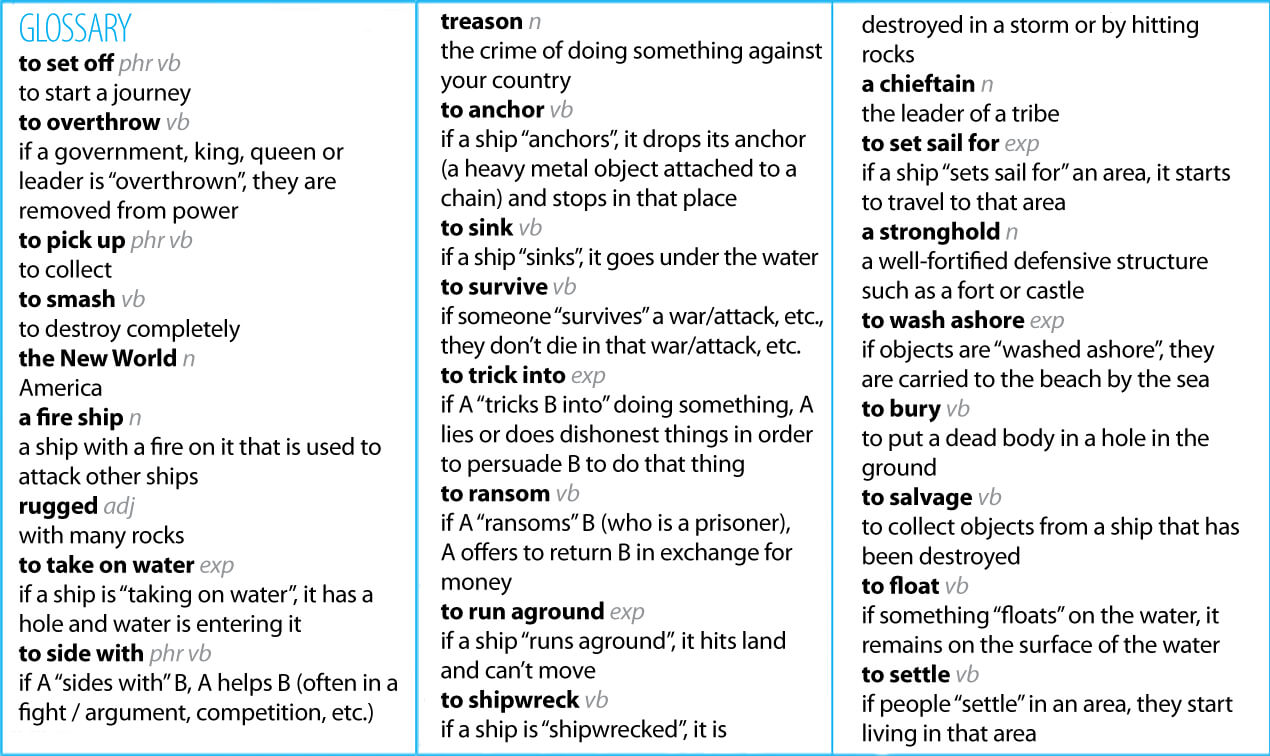 GLOSSARY
to set off phr vb
to start a journey
to overthrow vb
if a government, king, queen or
leader is “overthrown”, they are
removed from power
to pick up phr vb
to collect
to smash vb
to destroy completely
the New World n
America
a fire ship n
a ship with a fire on it that is used to
attack other ships
rugged adj
with many rocks
to take on water exp
if a ship is “taking on water”, it has a
hole and water is entering it
to side with phr vb
if A “sides with” B, A helps B (often in a
fight / argument, competition, etc.)
treason n
the crime of doing something against
your country
to anchor vb
if a ship “anchors”, it drops its anchor
(a heavy metal object attached to a
chain) and stops in that place
to sink vb
if a ship “sinks”, it goes under the water
to survive vb
if someone “survives” a war/attack, etc.,
they don’t die in that war/attack, etc.
to trick into exp
if A “tricks B into” doing something, A
lies or does dishonest things in order
to persuade B to do that thing
to ransom vb
if A “ransoms” B (who is a prisoner),
A offers to return B in exchange for
money
to run aground exp
if a ship “runs aground”, it hits land
and can’t move
to shipwreck vb
if a ship is “shipwrecked”, it is
destroyed in a storm or by hitting
rocks
a chieftain n
the leader of a tribe
to set sail for exp
if a ship “sets sail for” an area, it starts
to travel to that area
a stronghold n
a well-fortified defensive structure
such as a fort or castle
to wash ashore exp
if objects are “washed ashore”, they
are carried to the beach by the sea
to bury vb
to put a dead body in a hole in the
ground
to salvage vb
to collect objects from a ship that has
been destroyed
to float vb
if something “floats” on the water, it
remains on the surface of the water
to settle vb
if people “settle” in an area, they start
living in that area